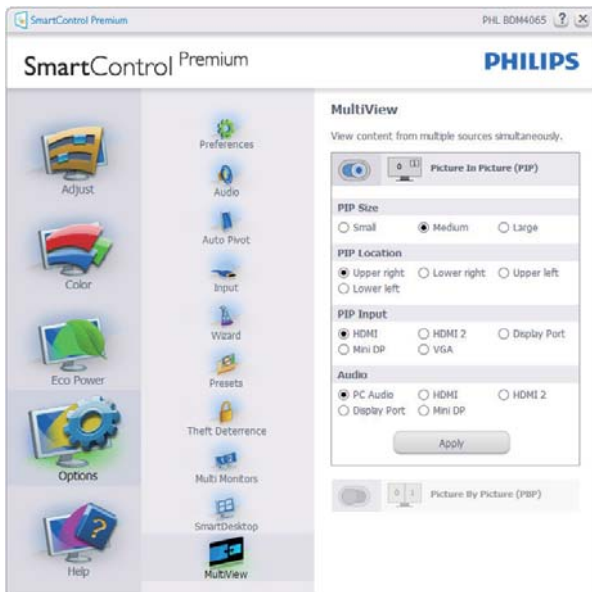 SmartControl Premium
PHL BDM4065 ? X
SmartControl Premium
PHILIPS
Adjust
Color
Eco Power
Options
Help
Preferences
Audio
Auto Pivot
Input
Wizard
Presets
Theft Deterrence
Multi Monitors
SmartDesktop
MultiView
MultiView
View content from multiple sources simultaneously.
Picture In Picture (PIP)
PIP Size
Small Medium Large
PIP Location
Upper right Lower right Upper left
Lower left
PIP Input
HDMI HDMI 2 Display Port
Mini DP VGA
Audio
PC Audio HDMI HDMI 2
Display Port Mini DP
Apply
Picture By Picture (PBP)